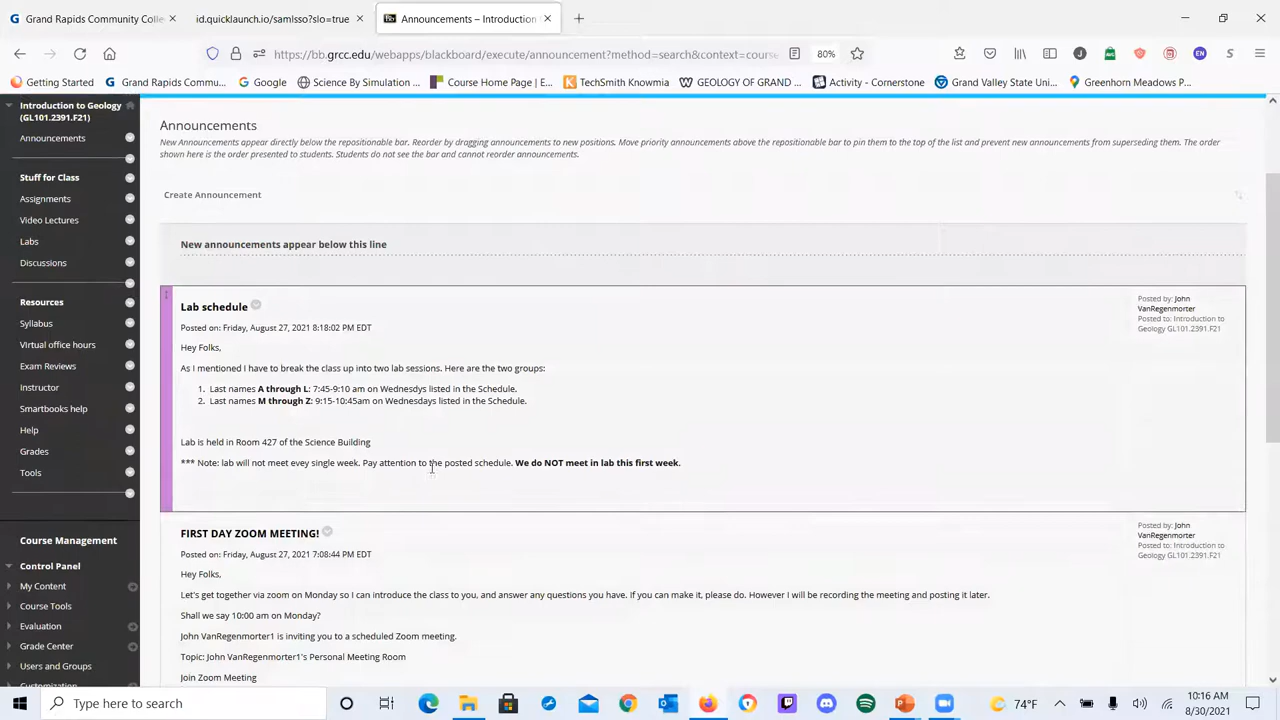 Grand Rapids Community Colle
id.quicklaunch.io/samlsso?slo=true
Bb
Announcements – Introduction
https://bb.grcc.edu/webapps/blackboard/execute/announcement?method=search&context=cours
80%
J
EN
S
Getting Started
Grand Rapids Commu...
Google
Science By Simulation ...
Course Home Page | E...
TechSmith Knowmia
GEOLOGY OF GRAND ...
Activity - Cornerstone
Grand Valley State Uni...
Greenhorn Meadows P...
Introduction to Geology
(GL101.2391.F21)
Announcements
Stuff for Class
Assignments
Video Lectures
Labs
Discussions
Resources
Syllabus
Virtual office hours
Exam Reviews
Instructor
Smartbooks help
Help
Grades
Tools
Course Management
Control Panel
My Content
Course Tools
Evaluation
Grade Center
Users and Groups
Customization
Announcements
New Announcements appear directly below the repositionable bar. Reorder by dragging announcements to new positions. Move priority announcements above the repositionable bar to pin them to the top of the list and prevent new announcements from superseding them. The order
shown here is the order presented to students. Students do not see the bar and cannot reorder announcements.
Create Announcement
New announcements appear below this line
Lab schedule
Posted on: Friday, August 27, 2021 8:18:02 PM EDT
Hey Folks,
As I mentioned I have to break the class up into two lab sessions. Here are the two groups:
1. Last names A through L: 7:45-9:10 am on Wednesdys listed in the Schedule.
2. Last names M through Z: 9:15-10:45am on Wednesdays listed in the Schedule.
Lab is held in Room 427 of the Science Building
*** Note: lab will not meet evey single week. Pay attention to the posted schedule. We do NOT meet in lab this first week.
Posted by: John
VanRegenmorter
Posted to: Introduction to
Geology GL101.2391.F21
FIRST DAY ZOOM MEETING!
Posted on: Friday, August 27, 2021 7:08:44 PM EDT
Hey Folks,
Let's get together via zoom on Monday so I can introduce the class to you, and answer any questions you have. If you can make it, please do. However I will be recording the meeting and posting it later.
Shall we say 10:00 am on Monday?
John VanRegenmorter1 is inviting you to a scheduled Zoom meeting.
Topic: John VanRegenmorter1's Personal Meeting Room
Join Zoom Meeting
Posted by: John
VanRegenmorter
Posted to: Introduction to
Geology GL101.2391.F21
Type here to search
74°F
10:16 AM
8/30/2021